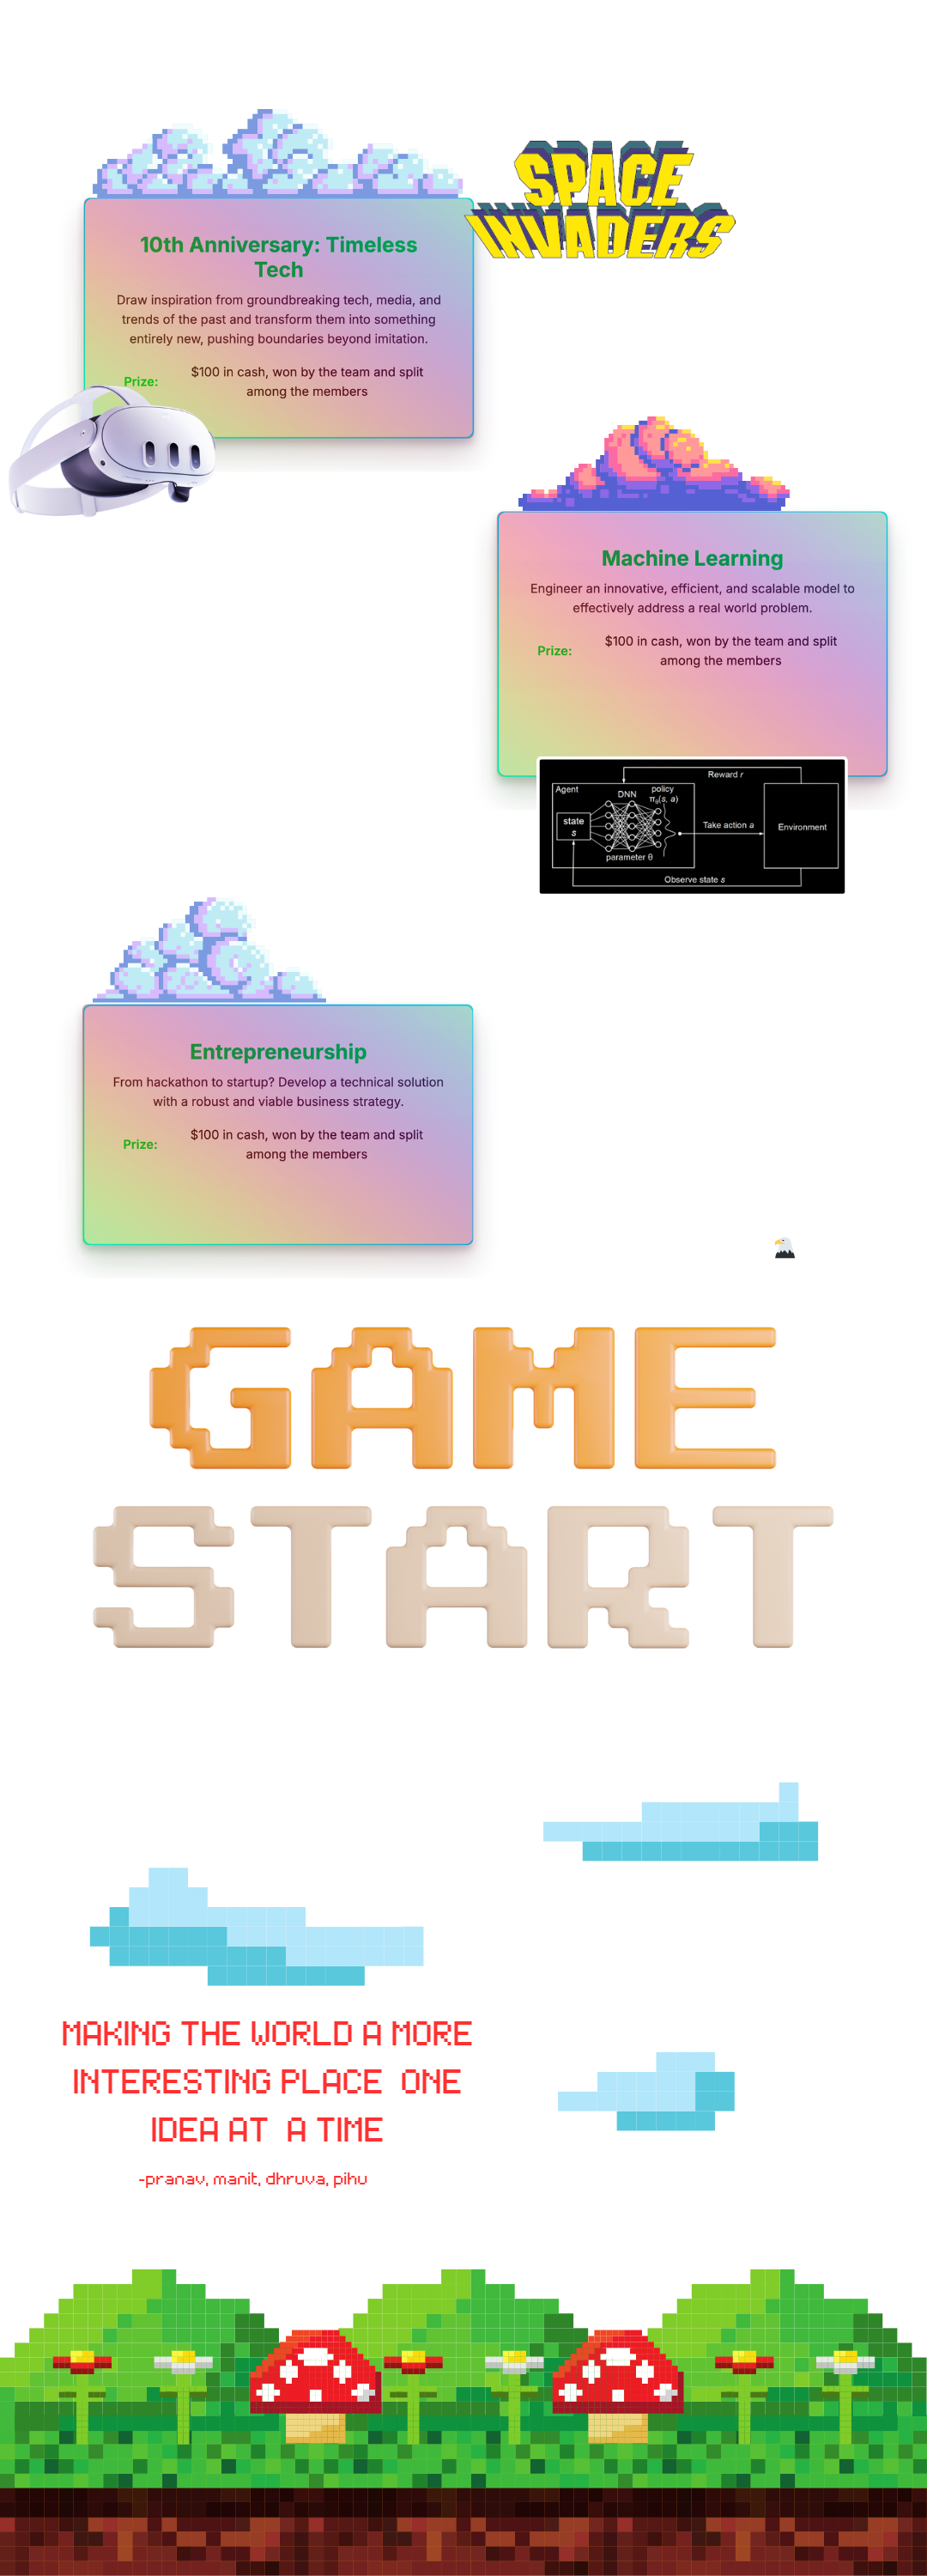 SPACE
INVADERS
10th Anniversary: Timeless
Tech
Draw inspiration from groundbreaking tech, media, and
trends of the past and transform them into something
entirely new, pushing boundaries beyond imitation.
Prize:
$100 in cash, won by the team and split
among the members
Machine Learning
Engineer an innovative, efficient, and scalable model to
effectively address a real world problem.
Prize:
$100 in cash, won by the team and split
among the members
Reward r
Agent
DNN
policy
πθ(s, a)
state
s
Take action a
Environment
parameter θ
Observe state s
Entrepreneurship
From hackathon to startup? Develop a technical solution
with a robust and viable business strategy.
Prize:
$100 in cash, won by the team and split
among the members
GAME
START
MAKING THE WORLD A MORE
INTERESTING PLACE ONE
IDEA AT A TIME
-pranav, manit, dhruva, pihu